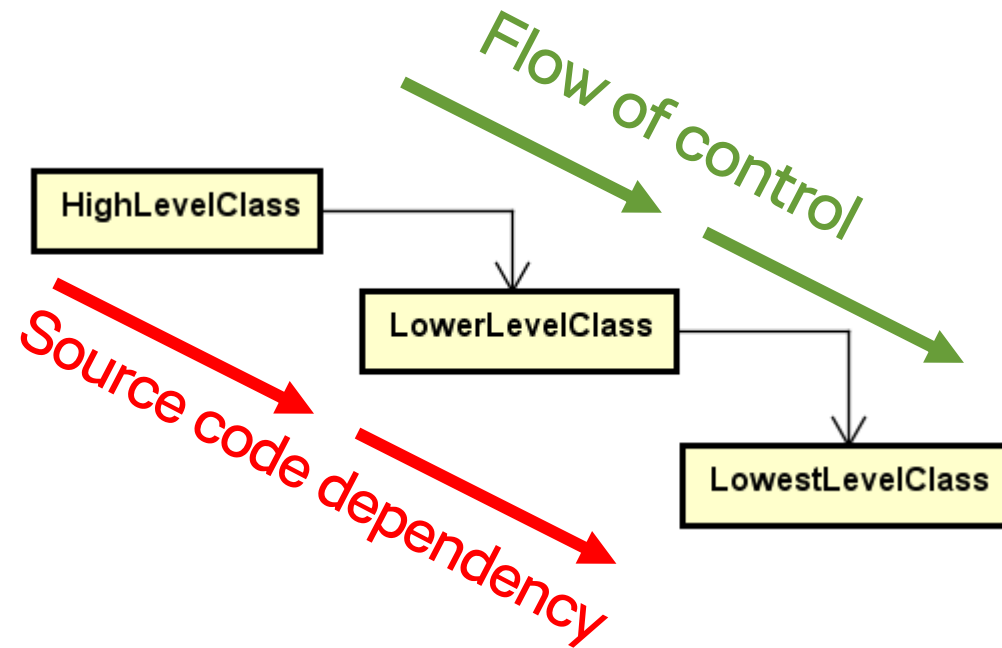 Flow of control
HighLevelClass
LowerLevelClass
Source code dependency
LowestLevelClass